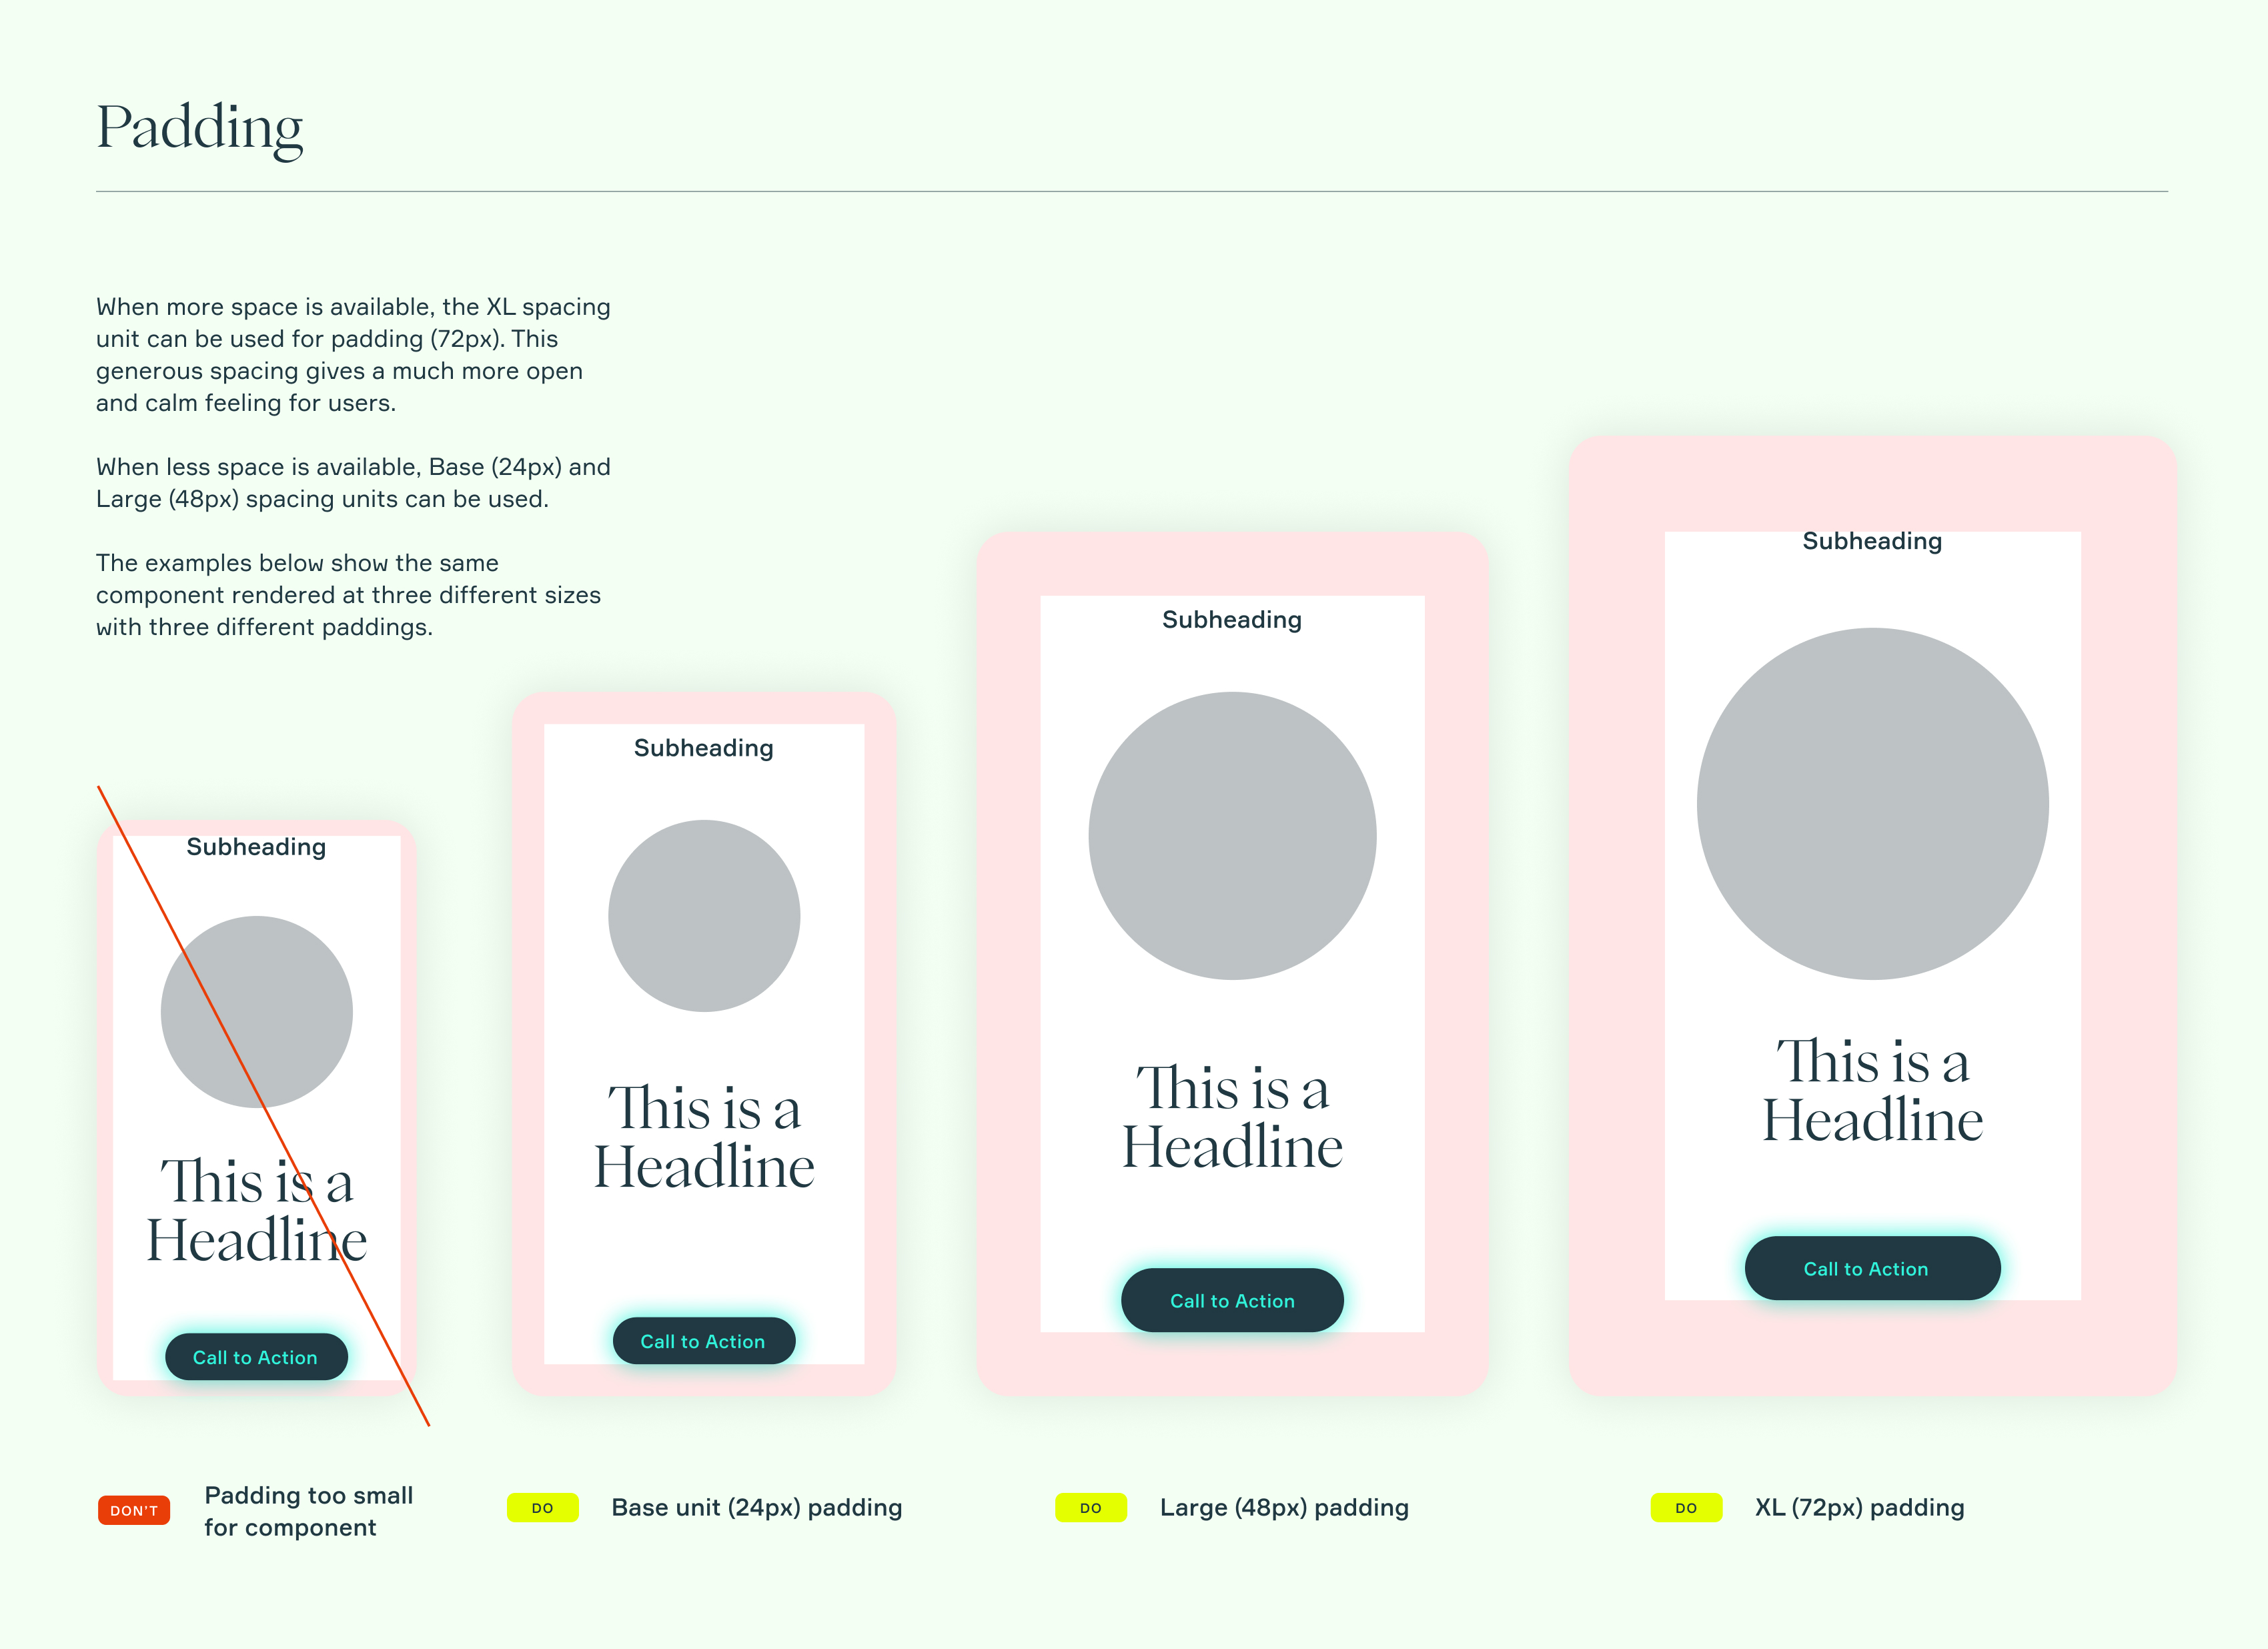 Padding
When more space is available, the XL spacing
unit can be used for padding (72px). This
generous spacing gives a much more open
and calm feeling for users.
When less space is available, Base (24px) and
Large (48px) spacing units can be used.
The examples below show the same
component rendered at three different sizes
with three different paddings.
Subheading
This is a
Headline
Call to Action
DON'T
Padding too small
for component
Subheading
This is a
Headline
Call to Action
DO
Base unit (24px) padding
Subheading
This is a
Headline
Call to Action
DO
Large (48px) padding
Subheading
This is a
Headline
Call to Action
DO
XL (72px) padding